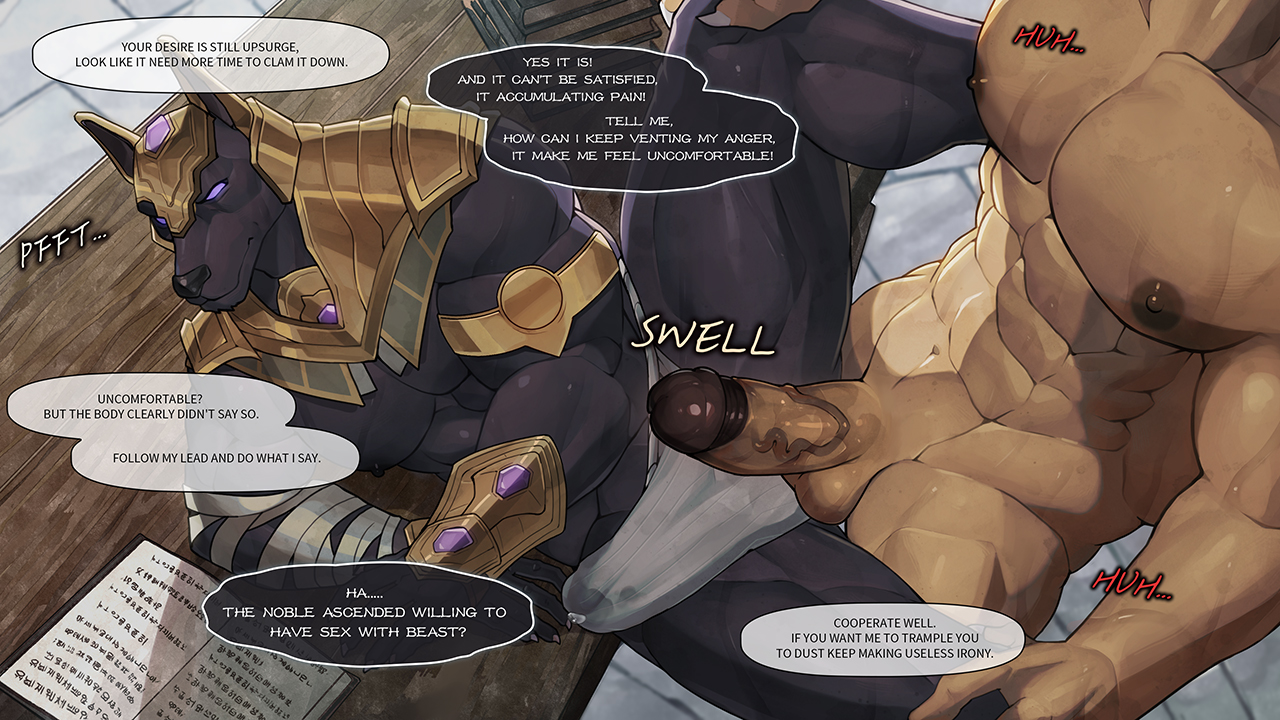 YOUR DESIRE IS STILL UPSURGE,
LOOK LIKE IT NEED MORE TIME TO CLAM IT DOWN.
YES IT IS!
AND IT CAN'T BE SATISFIED,
IT ACCUMULATING PAIN!
TELL ME,
HOW CAN I KEEP VENTING MY ANGER,
IT MAKE ME FEEL UNCOMFORTABLE!
HUH...
PFFT...
SWELL
UNCOMFORTABLE?
BUT THE BODY CLEARLY DIDN'T SAY SO.
FOLLOW MY LEAD AND DO WHAT I SAY.
HUH...
HA.....
THE NOBLE ASCENDED WILLING TO
HAVE SEX WITH BEAST?
COOPERATE WELL.
IF YOU WANT ME TO TRAMPLE YOU
TO DUST KEEP MAKING USELESS IRONY.